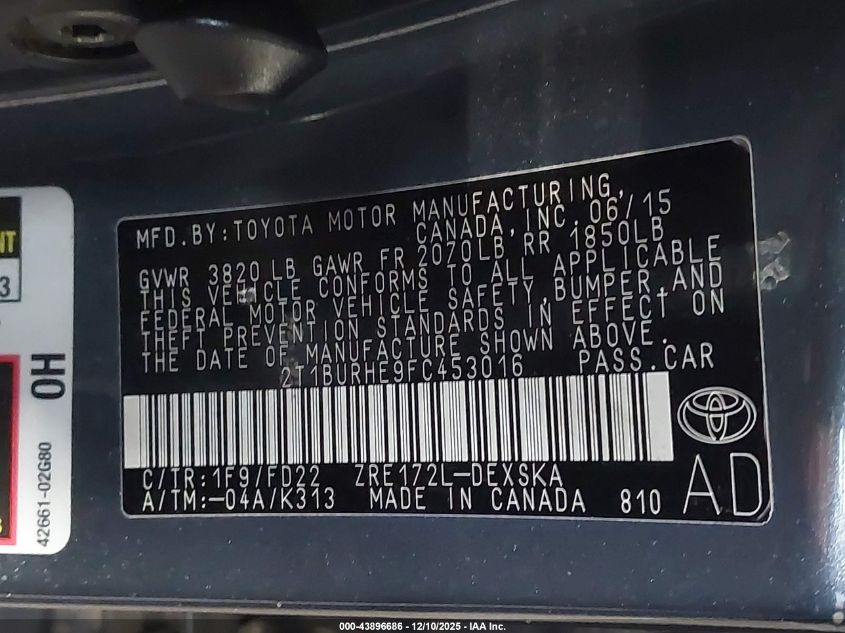 MFD.BY:TOYOTA MOTOR MANUFACTURING,
CANADA, INC. 06/15
GVWR 3820 LB GAWR FR 2070LB RR 1850LB
THIS VEHICLE CONFORMS TO ALL APPLICABLE
FEDERAL MOTOR VEHICLE SAFETY, BUMPER, AND
THEFT PREVENTION STANDARDS IN EFFECT ON
THE DATE OF MANUFACTURE SHOWN ABOVE.
2T1BURHE9FC453016 PASS.CAR
C/TR:1F9/FD22 ZRE172L-DEXSKA
A/TM:-04A/K313 MADE IN CANADA 810
AD
NT
3
OH
42661-02G80
000-43896686 - 12/10/2025 - IAA Inc.